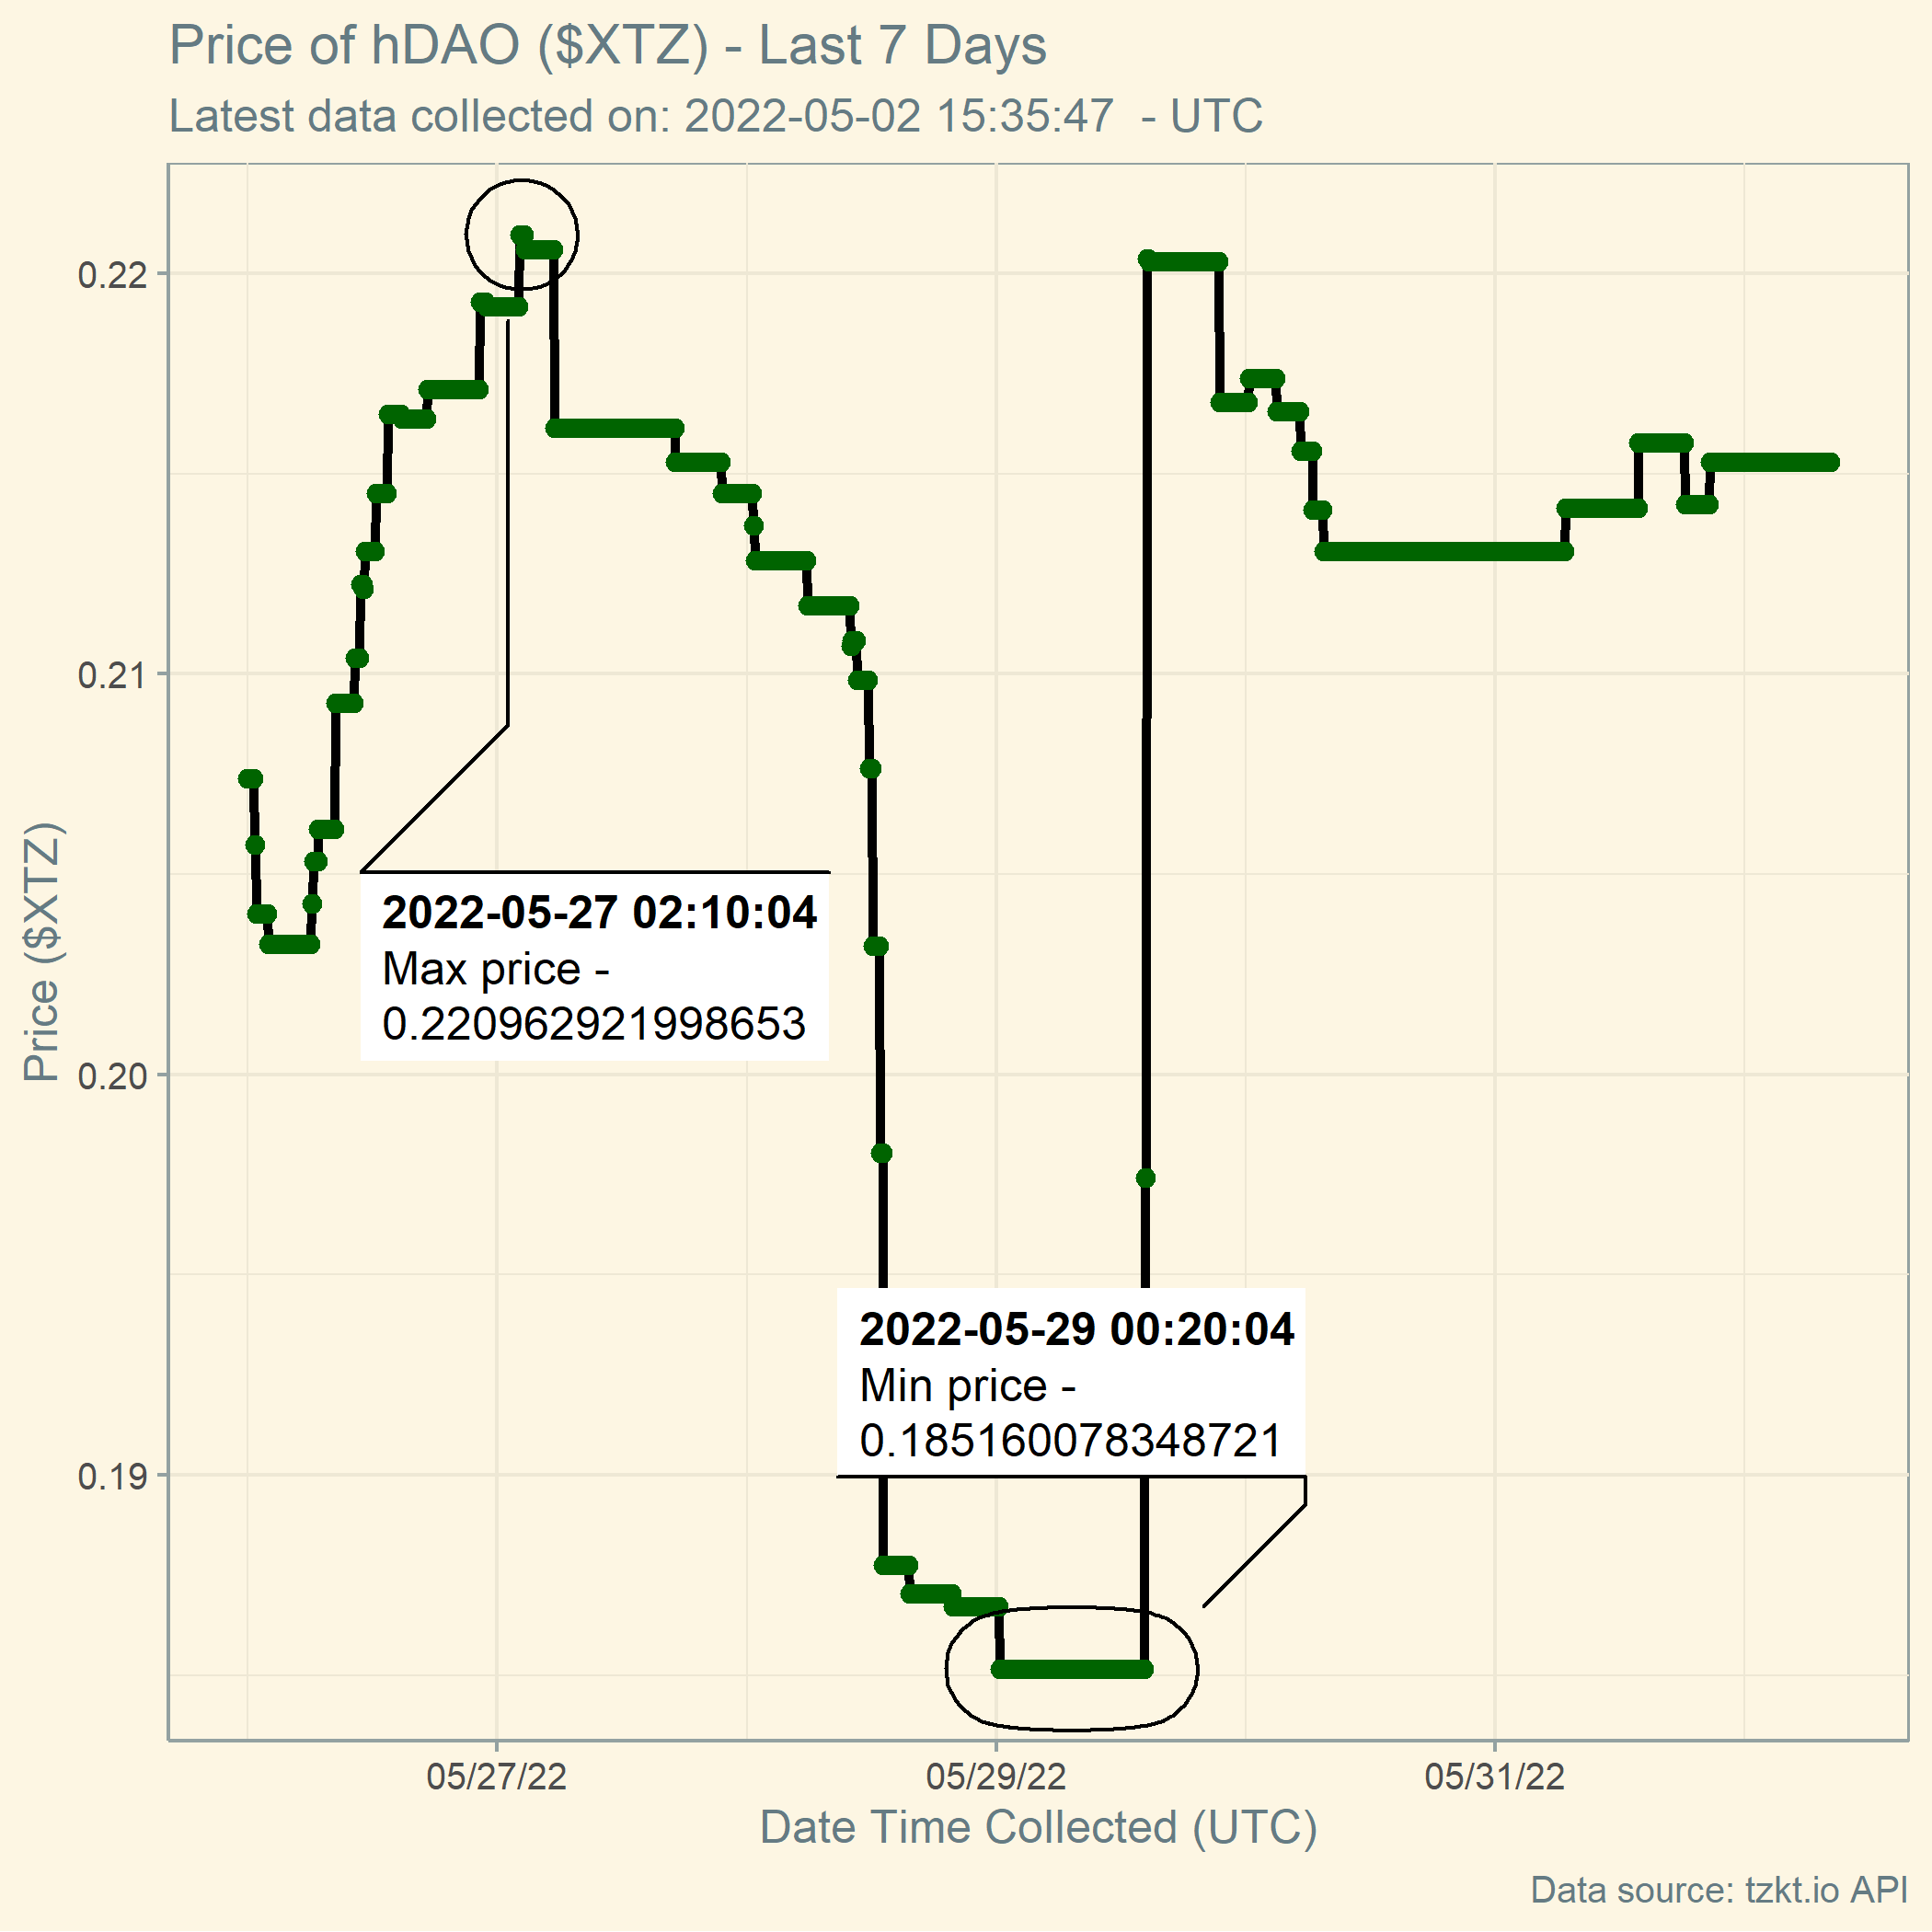 Price of hDAO ($XTZ) - Last 7 Days
Latest data collected on: 2022-05-02 15:35:47 - UTC
Price ($XTZ)
0.22
0.21
0.20
0.19
2022-05-27 02:10:04
Max price -
0.220962921998653
2022-05-29 00:20:04
Min price -
0.185160078348721
05/27/22
05/29/22
05/31/22
Date Time Collected (UTC)
Data source: tzkt.io API